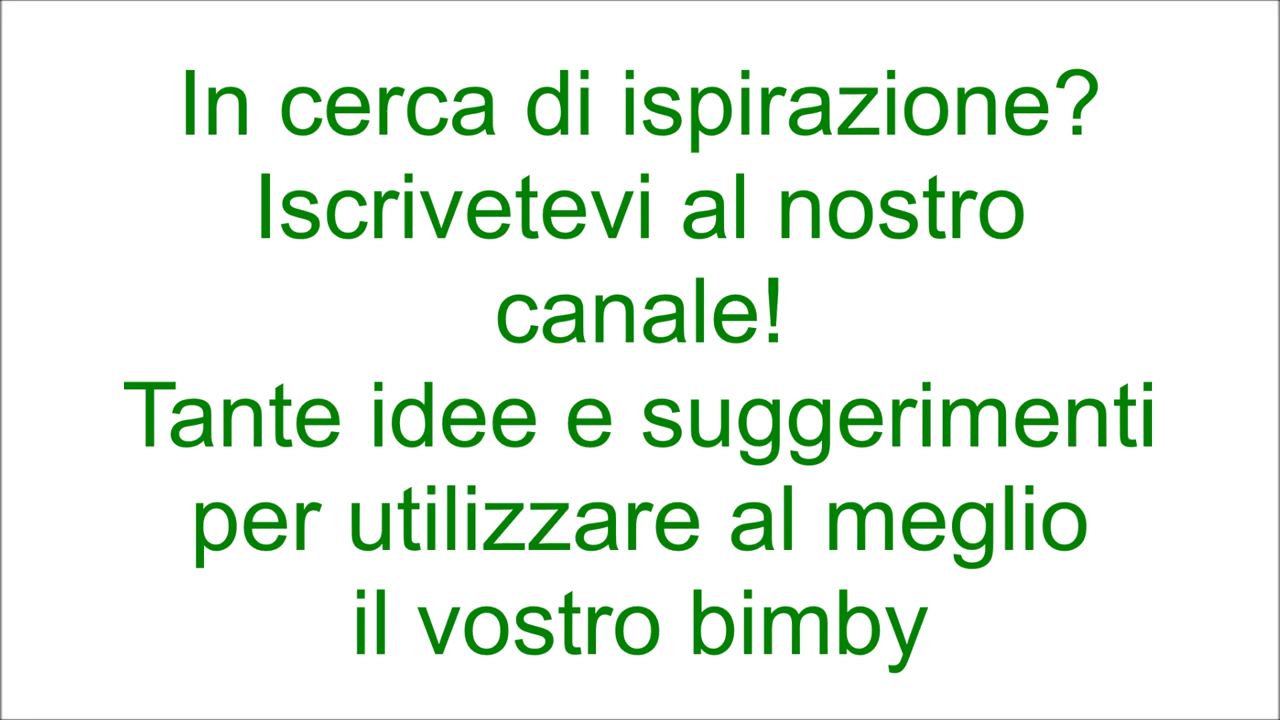 In cerca di ispirazione?
Iscrivetevi al nostro
canale!
Tante idee e suggerimenti
per utilizzare al meglio
il vostro bimby